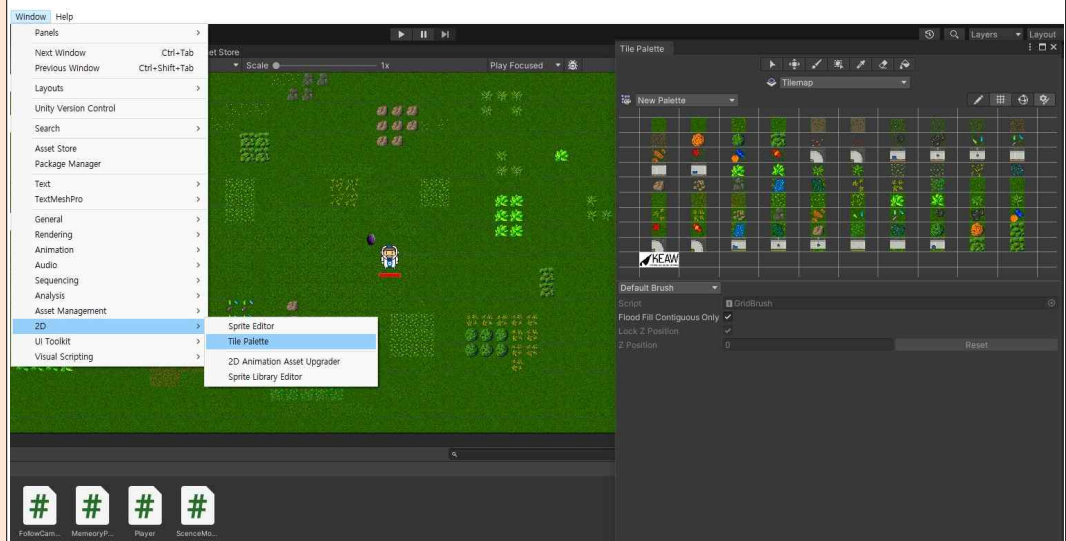 Window Help
Panels
Next Window Ctrl+Tab
Previous Window Ctrl+Shift+Tab
Layouts
Unity Version Control
Search
Asset Store
Package Manager
Text
TextMeshPro
General
Rendering
Animation
Audio
Sequencing
Analysis
Asset Management
2D
UI Toolkit
Visual Scripting
Sprite Editor
Tile Palette
2D Animation Asset Upgrader
Sprite Library Editor
et Store
Scale 1x Play Focused
Layers Layout
Tile Palette
Tilemap
New Palette
KEAW
Default Brush
Script GridBrush
Flood Fill Contiguous Only
Lock Z Position
Z Position 0 Reset
FollowCam... MemeoryP... Player ScenceMo...